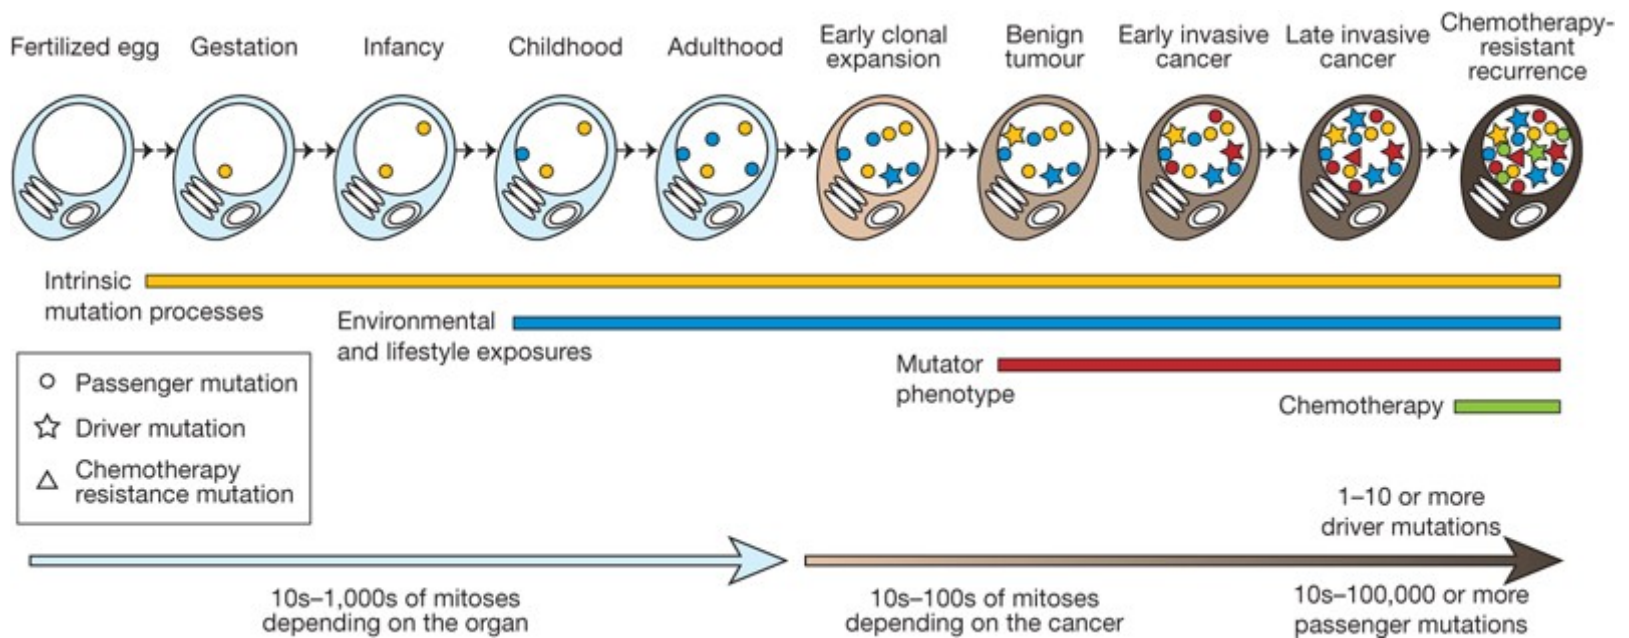 Fertilized egg
Gestation
Infancy
Childhood
Adulthood
Early clonal
expansion
Benign
tumour
Early invasive
cancer
Late invasive
cancer
Chemotherapy-
resistant
recurrence
Intrinsic
mutation processes
Environmental
and lifestyle exposures
Mutator
phenotype
Chemotherapy
Passenger mutation
Driver mutation
Chemotherapy
resistance mutation
1–10 or more
driver mutations
10s–1,000s of mitoses
depending on the organ
10s–100s of mitoses
depending on the cancer
10s–100,000 or more
passenger mutations